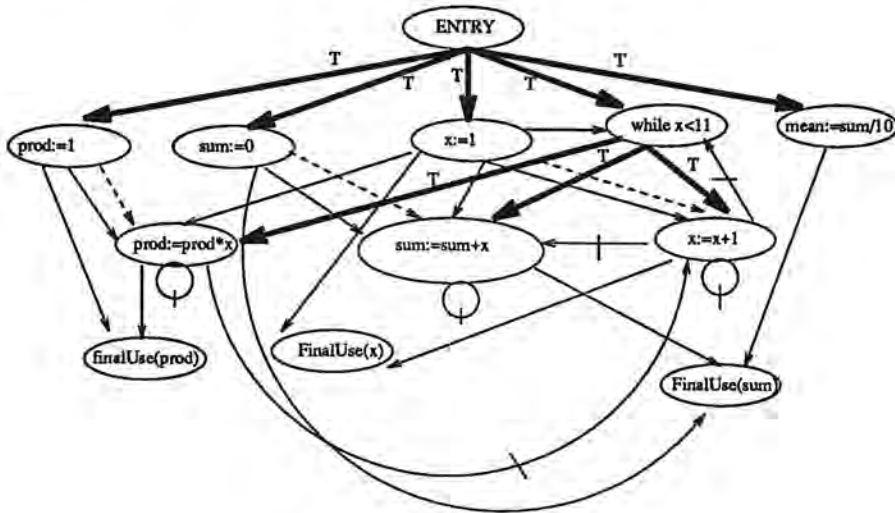 ENTRY
T
T
T
T
T
prod:=1
sum:=0
x:=1
while x<11
mean:=sum/10
T
T
T
prod:=prod*x
sum:=sum+x
x:=x+1
finalUse(prod)
FinalUse(x)
FinalUse(sum)